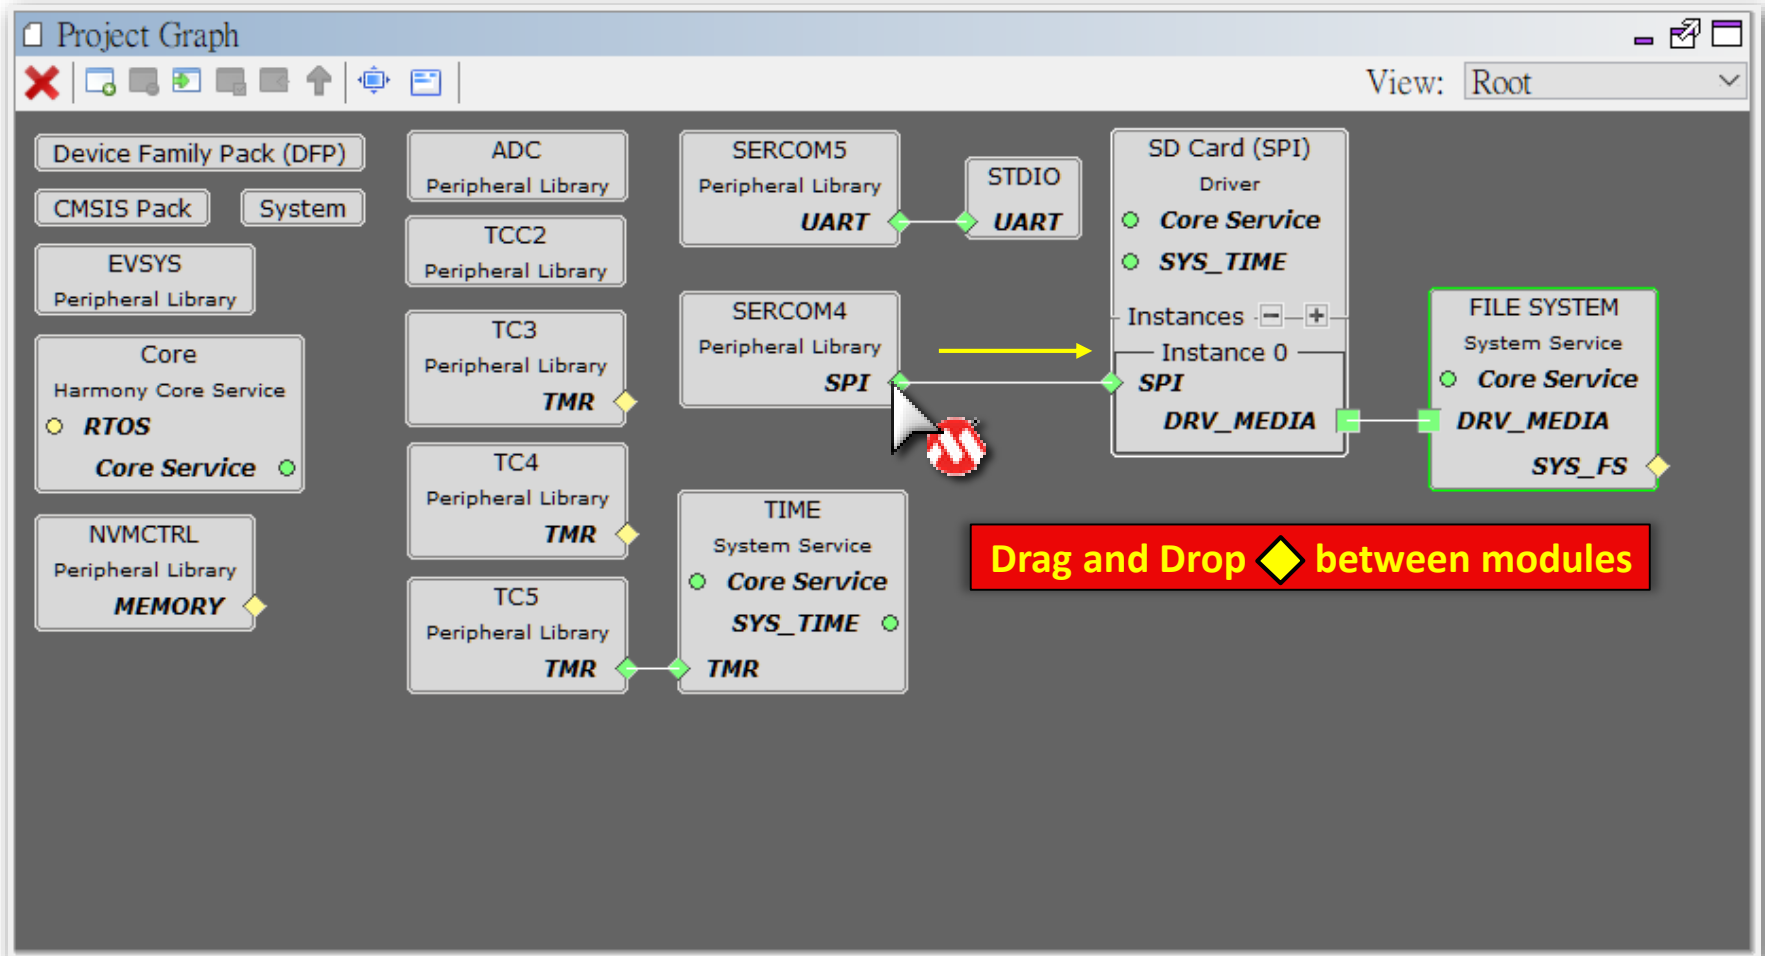 Project Graph
View: Root
Device Family Pack (DFP)
CMSIS Pack
System
EVSYS
Peripheral Library
Core
Harmony Core Service
RTOS
Core Service
NVMCTRL
Peripheral Library
MEMORY
ADC
Peripheral Library
TCC2
Peripheral Library
TC3
Peripheral Library
TMR
TC4
Peripheral Library
TMR
TC5
Peripheral Library
TMR
SERCOM5
Peripheral Library
UART
STDIO
UART
SERCOM4
Peripheral Library
SPI
TIME
System Service
Core Service
SYS_TIME
TMR
SD Card (SPI)
Driver
Core Service
SYS_TIME
Instances
Instance 0
SPI
DRV_MEDIA
FILE SYSTEM
System Service
Core Service
DRV_MEDIA
SYS_FS
Drag and Drop between modules